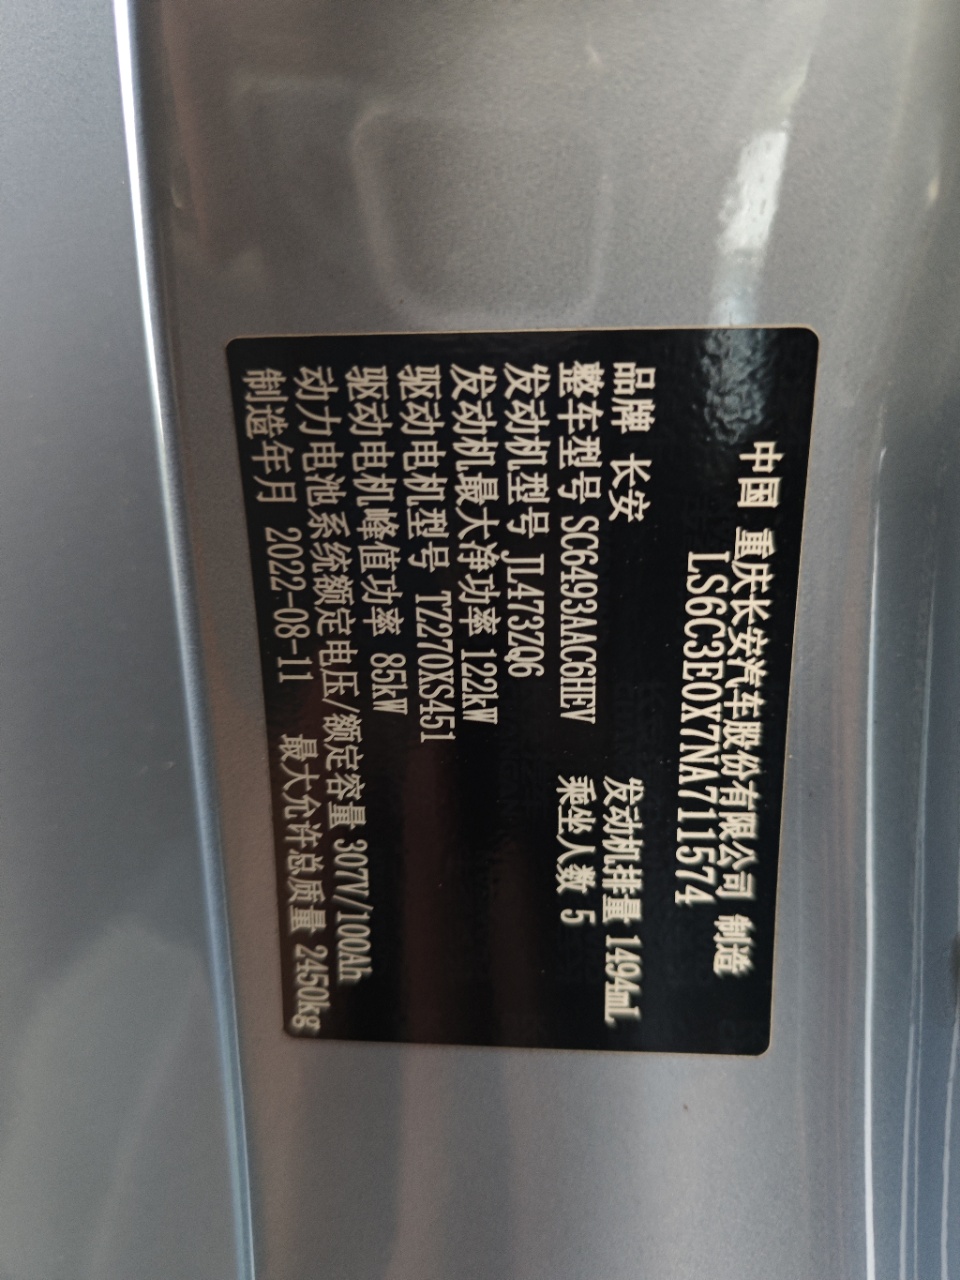 中国 重庆长安汽车股份有限公司 制造
LS6C3E0X7NA711574
品牌 长安 发动机排量 1494mL
整车型号 SC6493AAC6HEV 乘坐人数 5
发动机型号 JL473ZQ6
发动机最大净功率 122kW
驱动电机型号 TZ270XS451
驱动电机峰值功率 85kW
动力电池系统额定电压/额定容量 307V/100Ah
制造年月 2022-08-11 最大允许总质量 2450kg